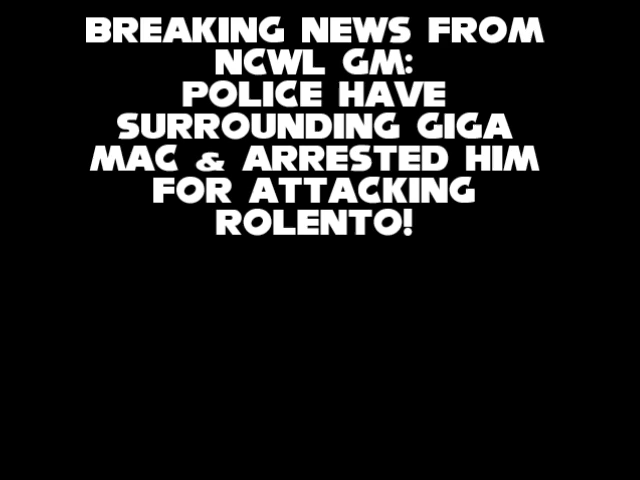 BREAKING NEWS FROM
NCWL GM:
POLICE HAVE
SURROUNDING GIGA
MAC & ARRESTED HIM
FOR ATTACKING
ROLENTO!